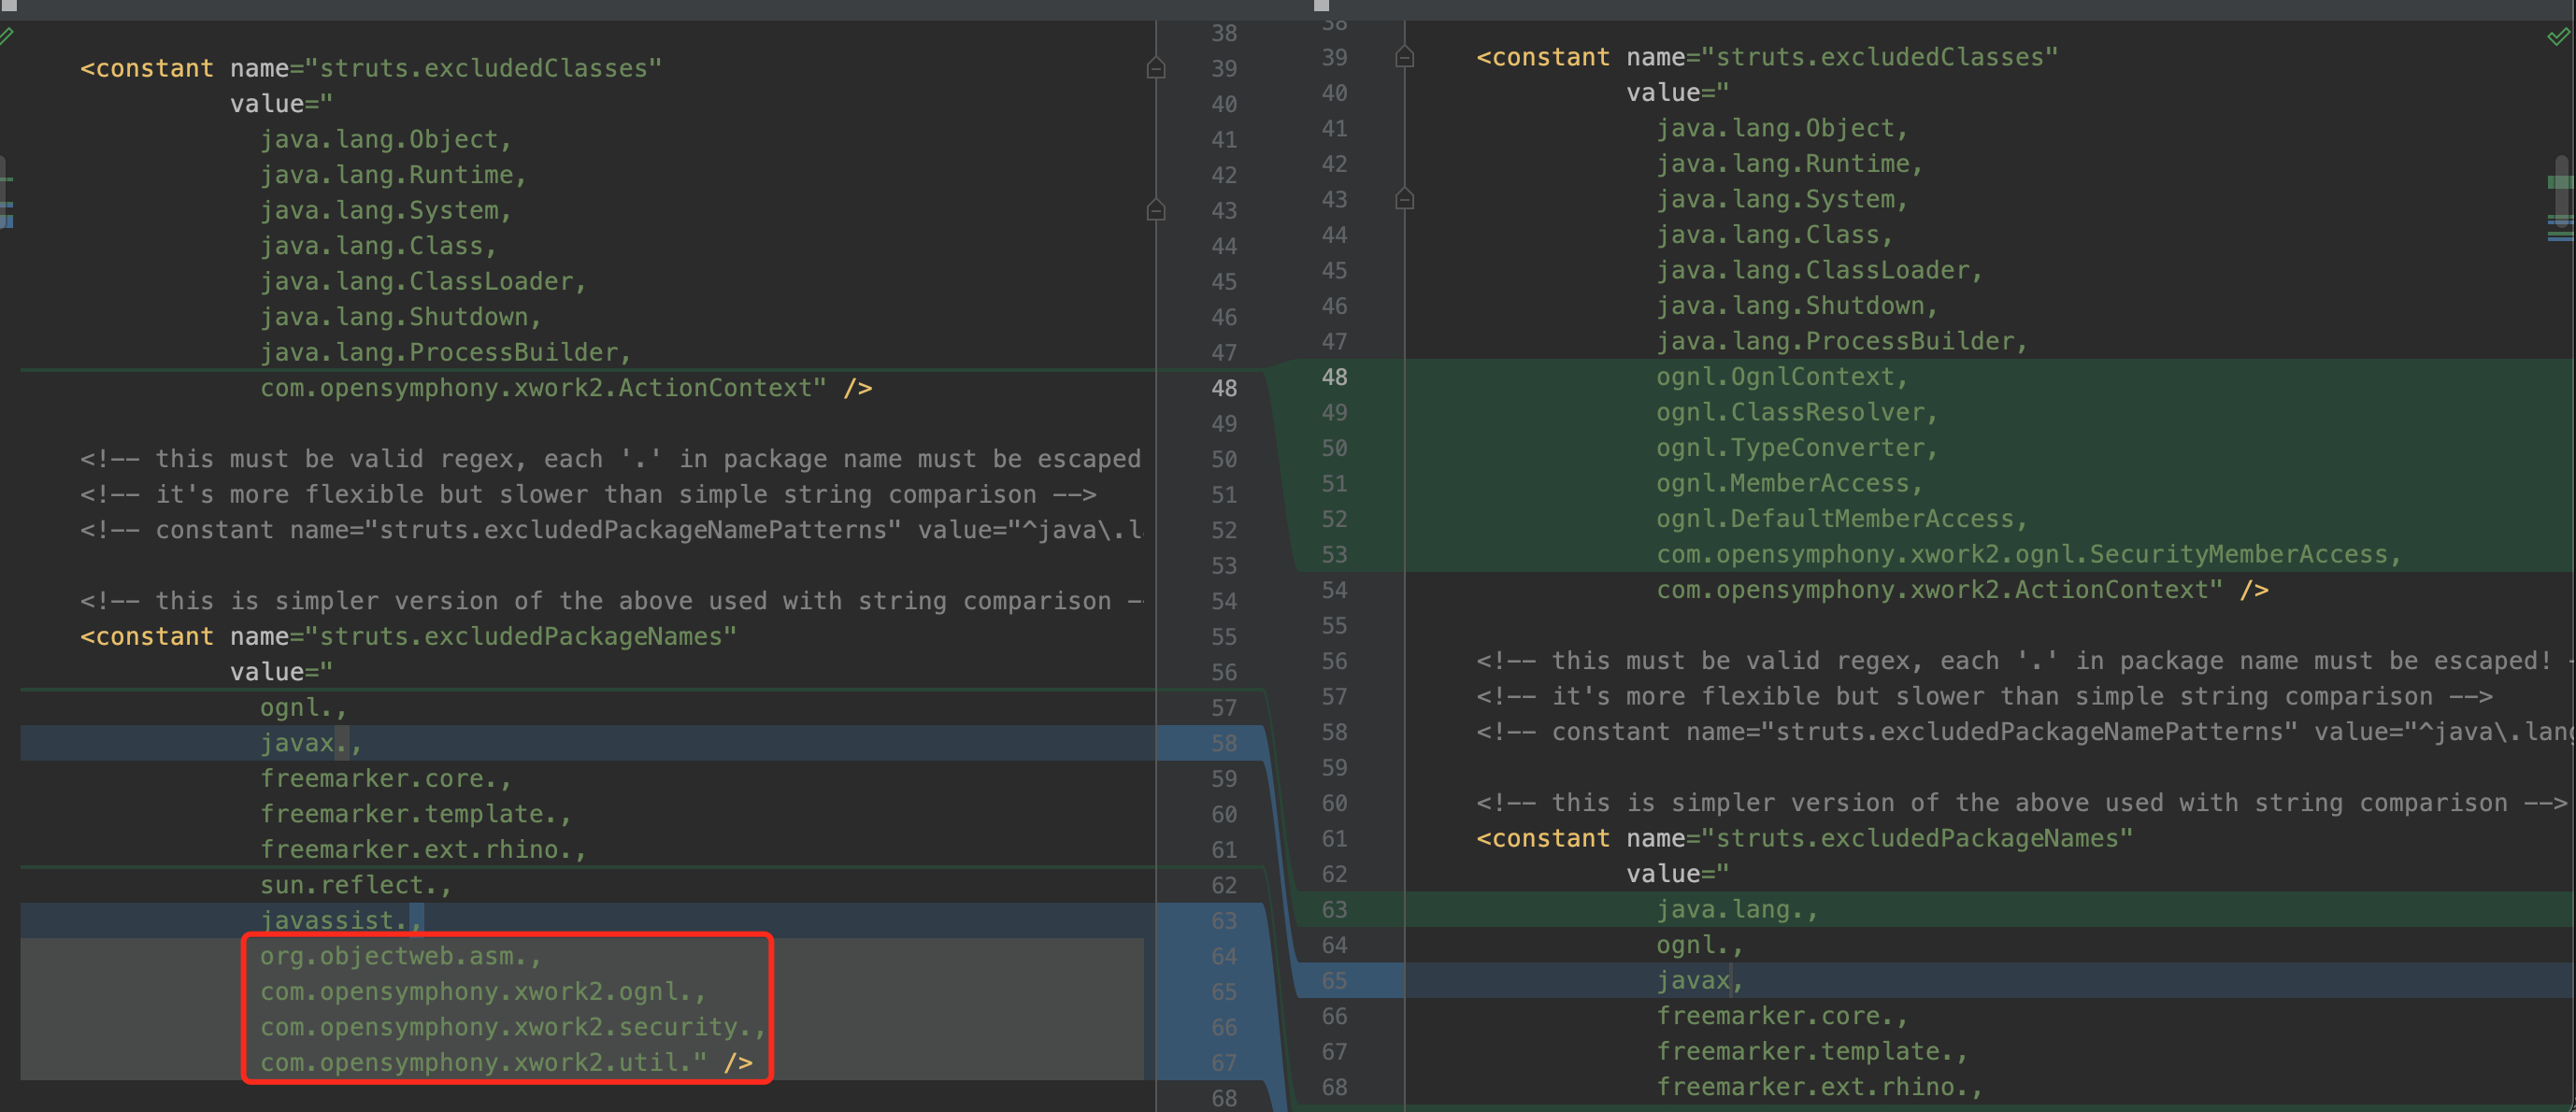 <constant name="struts.excludedClasses"
value="
java.lang.Object,
java.lang.Runtime,
java.lang.System,
java.lang.Class,
java.lang.ClassLoader,
java.lang.Shutdown,
java.lang.ProcessBuilder,
com.opensymphony.xwork2.ActionContext" />
<!-- this must be valid regex, each '.' in package name must be escaped
<!-- it's more flexible but slower than simple string comparison -->
<!-- constant name="struts.excludedPackageNamePatterns" value="^java\.l
<!-- this is simpler version of the above used with string comparison -
<constant name="struts.excludedPackageNames"
value="
ognl.,
javax.,
freemarker.core.,
freemarker.template.,
freemarker.ext.rhino.,
sun.reflect.,
javassist.,
org.objectweb.asm.,
com.opensymphony.xwork2.ognl.,
com.opensymphony.xwork2.security.,
com.opensymphony.xwork2.util." />
38
39
40
41
42
43
44
45
46
47
48
49
50
51
52
53
54
55
56
57
58
59
60
61
62
63
64
65
66
67
68
38
39
40
41
42
43
44
45
46
47
48
49
50
51
52
53
54
55
56
57
58
59
60
61
62
63
64
65
66
67
68
<constant name="struts.excludedClasses"
value="
java.lang.Object,
java.lang.Runtime,
java.lang.System,
java.lang.Class,
java.lang.ClassLoader,
java.lang.Shutdown,
java.lang.ProcessBuilder,
ognl.OgnlContext,
ognl.ClassResolver,
ognl.TypeConverter,
ognl.MemberAccess,
ognl.DefaultMemberAccess,
com.opensymphony.xwork2.ognl.SecurityMemberAccess,
com.opensymphony.xwork2.ActionContext" />
<!-- this must be valid regex, each '.' in package name must be escaped! -
<!-- it's more flexible but slower than simple string comparison -->
<!-- constant name="struts.excludedPackageNamePatterns" value="^java\.lang
<!-- this is simpler version of the above used with string comparison -->
<constant name="struts.excludedPackageNames"
value="
java.lang.,
ognl.,
javax,
freemarker.core.,
freemarker.template.,
freemarker.ext.rhino.,